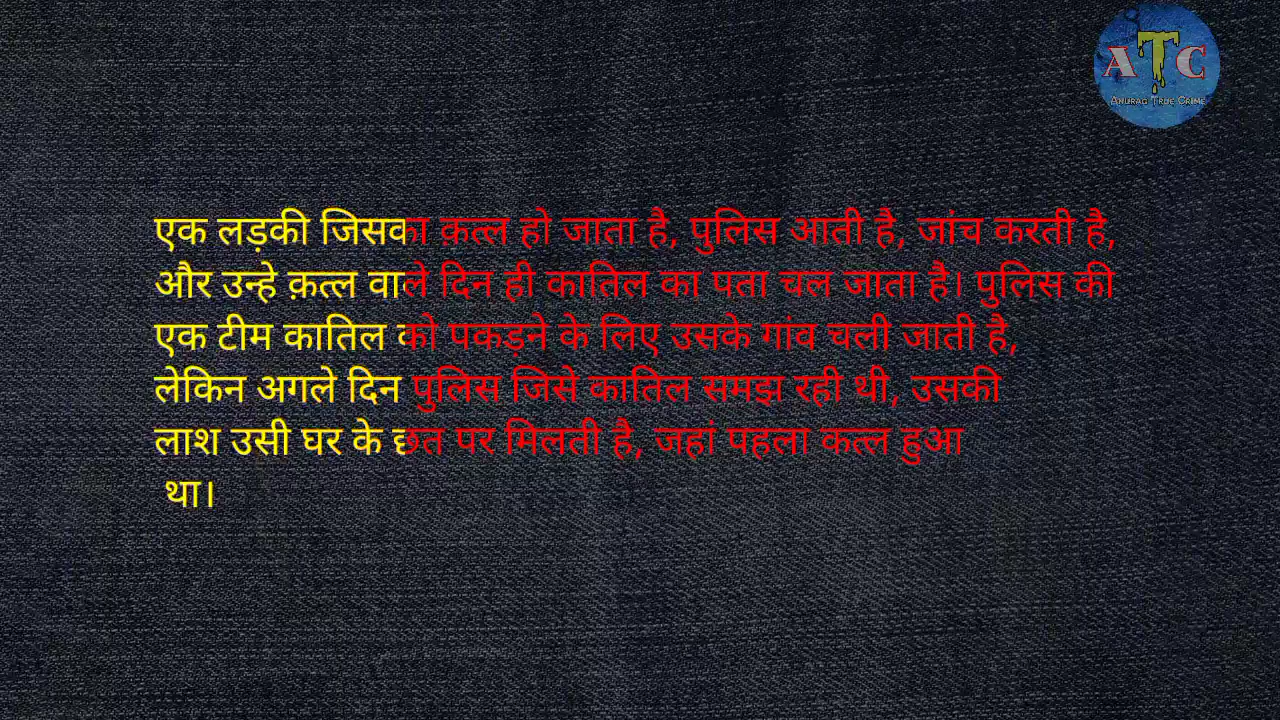 ATC
ANURAG TRUE CRIME
एक लड़की जिसका क़त्ल हो जाता है, पुलिस आती है, जांच करती है,
और उन्हे क़त्ल वाले दिन ही कातिल का पता चल जाता है। पुलिस की
एक टीम कातिल को पकड़ने के लिए उसके गांव चली जाती है,
लेकिन अगले दिन पुलिस जिसे कातिल समझ रही थी, उसकी
लाश उसी घर के छत पर मिलती है, जहां पहला कत्ल हुआ
था।